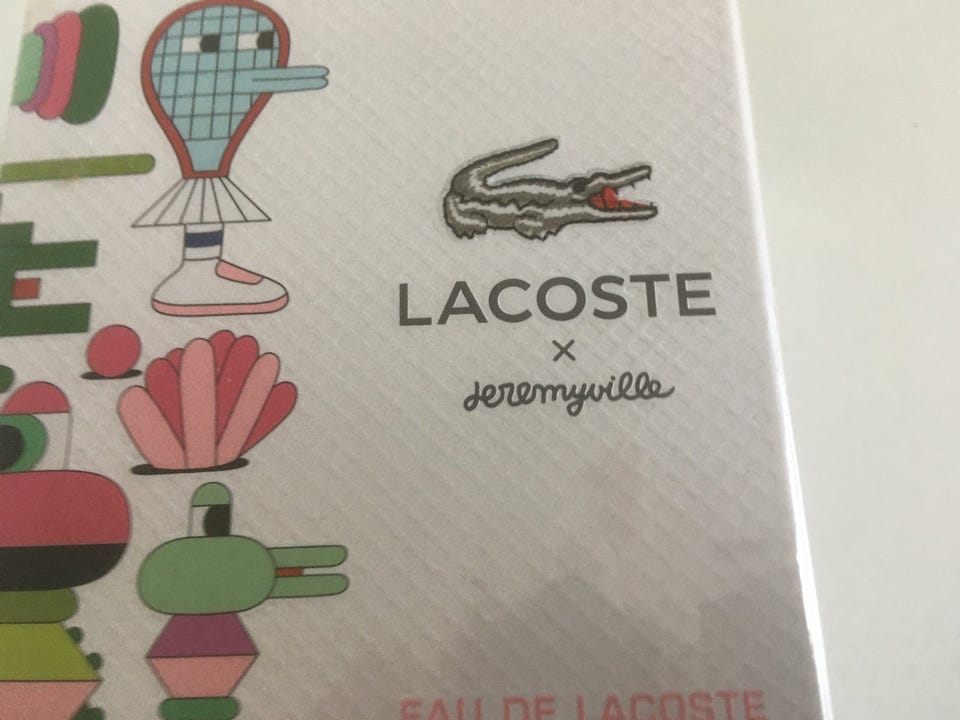 LACOSTE
×
Jeremyville
EAU DE LACOSTE